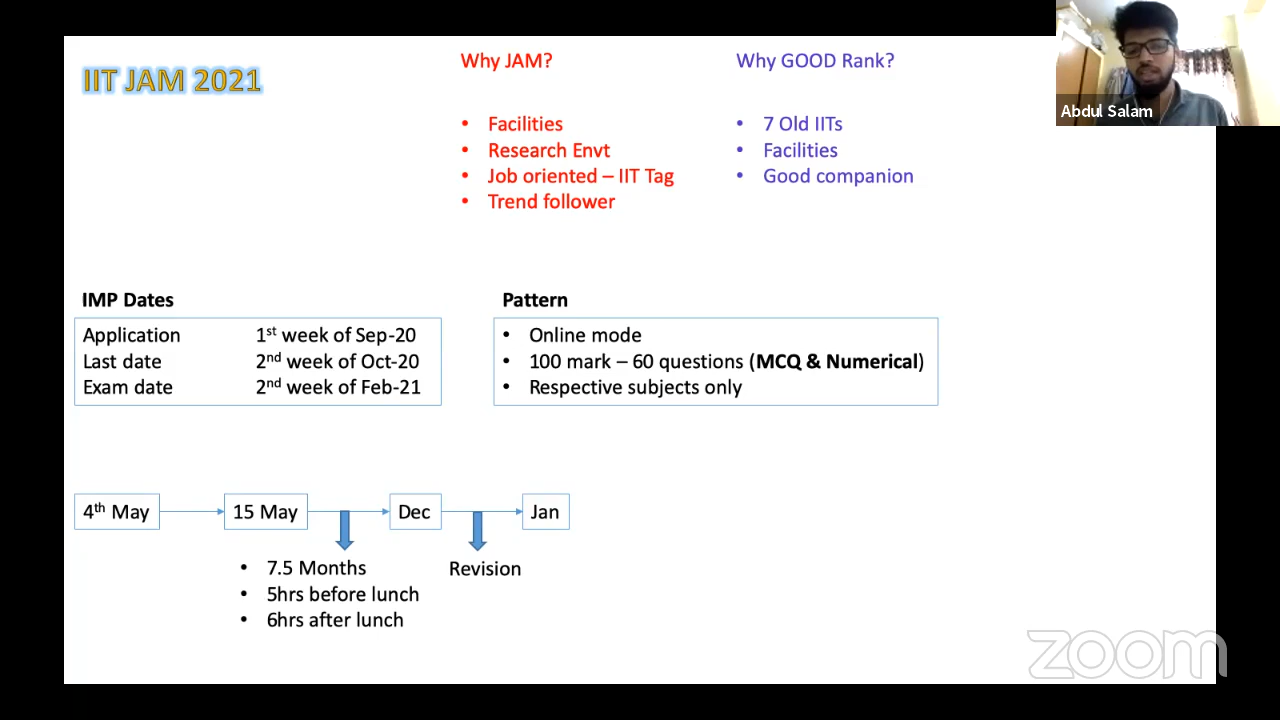 IIT JAM 2021
Why JAM?
• Facilities
• Research Envt
• Job oriented – IIT Tag
• Trend follower
Why GOOD Rank?
• 7 Old IITs
• Facilities
• Good companion
Abdul Salam
IMP Dates
Application 1st week of Sep-20
Last date 2nd week of Oct-20
Exam date 2nd week of Feb-21
Pattern
• Online mode
• 100 mark – 60 questions (MCQ & Numerical)
• Respective subjects only
4th May
15 May
Dec
Jan
• 7.5 Months
• 5hrs before lunch
• 6hrs after lunch
Revision
zoom